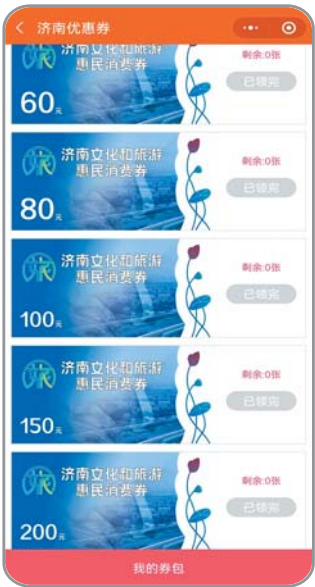 济南优惠券
济南文化和旅游
惠民消费券
60元
剩余:0张
已领完
济南文化和旅游
惠民消费券
80元
剩余:0张
已领完
济南文化和旅游
惠民消费券
100元
剩余:0张
已领完
济南文化和旅游
惠民消费券
150元
剩余:0张
已领完
济南文化和旅游
惠民消费券
200元
剩余:0张
已领完
我的券包